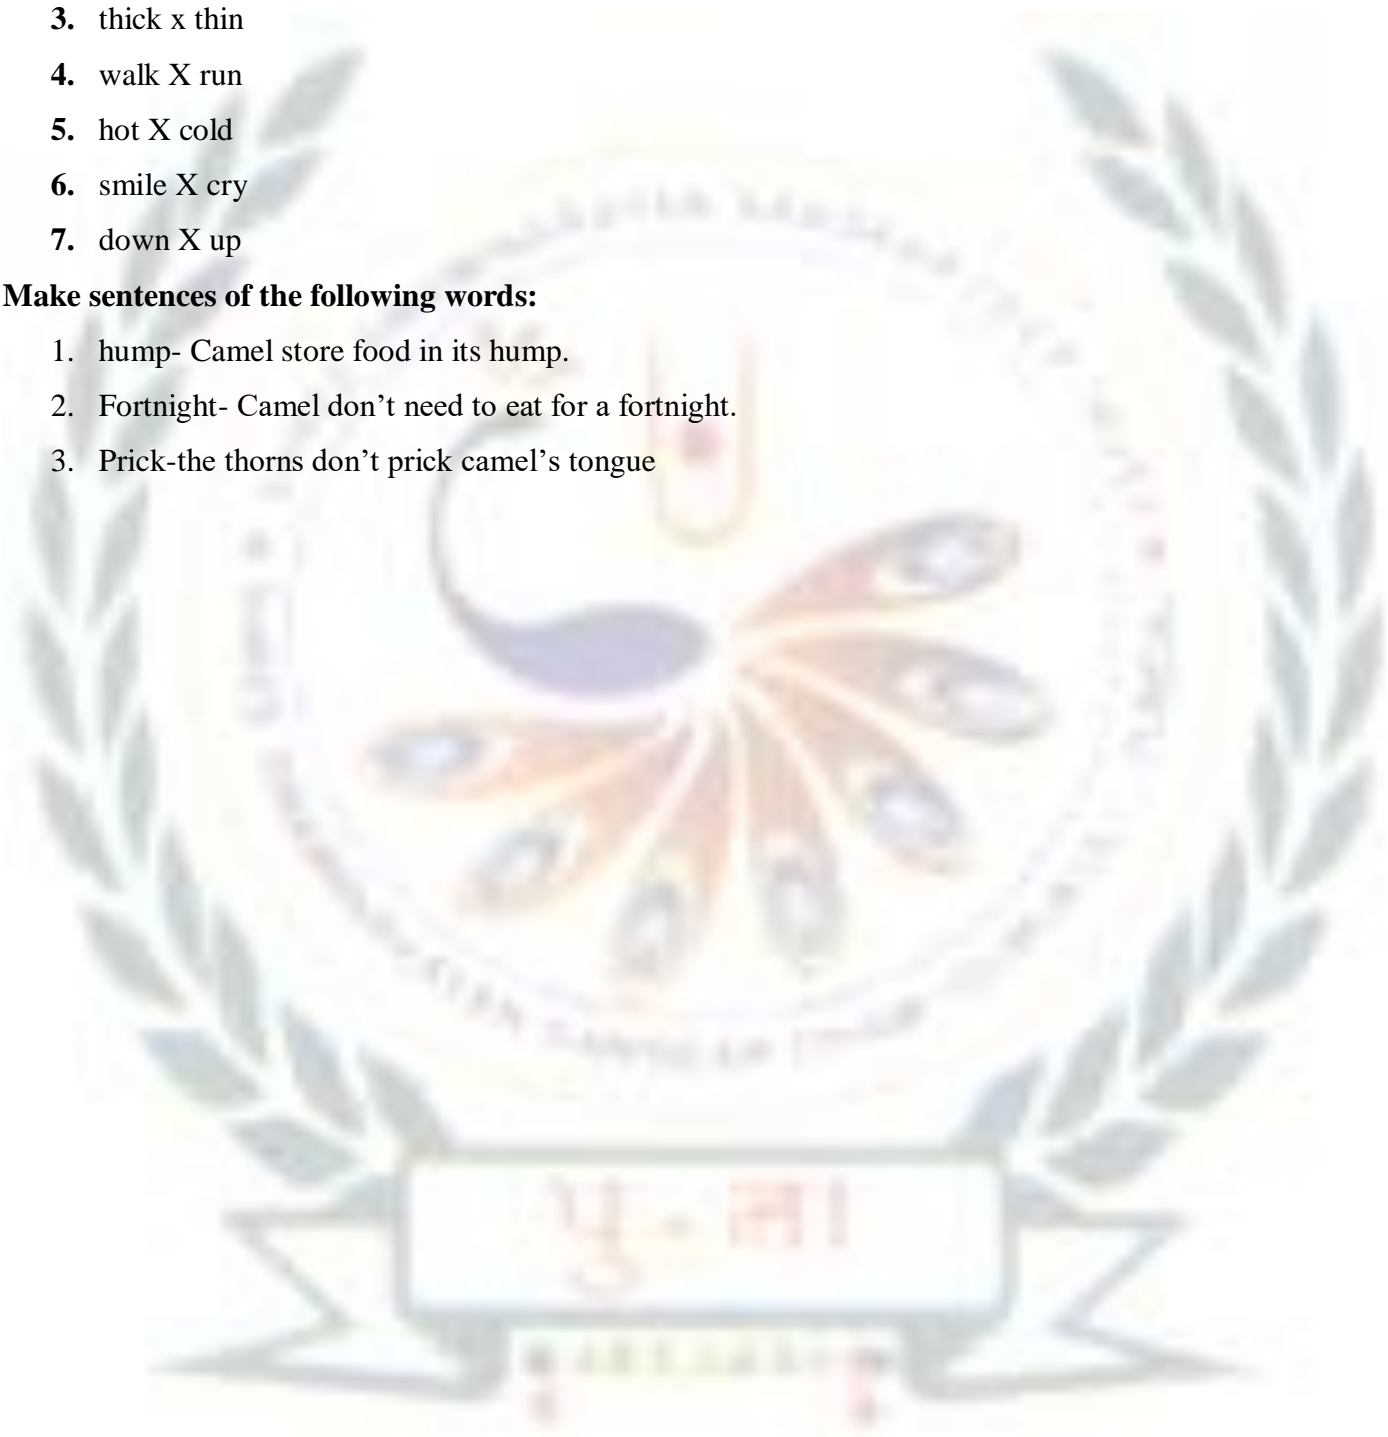 3. thick x thin
4. walk X run
5. hot X cold
6. smile X cry
7. down X up
Make sentences of the following words:
1. hump- Camel store food in its hump.
2. Fortnight- Camel don’t need to eat for a fortnight.
3. Prick-the thorns don’t prick camel’s tongue